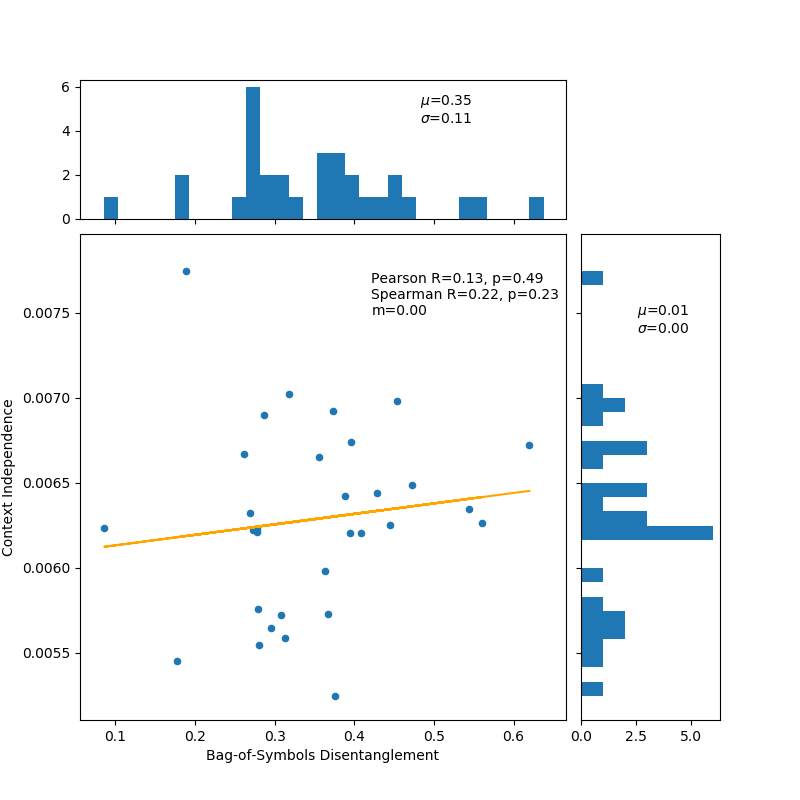 6
4
2
0
μ=0.35
σ=0.11
0.0075
0.0070
0.0065
0.0060
0.0055
Context Independence
Pearson R=0.13, p=0.49
Spearman R=0.22, p=0.23
m=0.00
μ=0.01
σ=0.00
0.1 0.2 0.3 0.4 0.5 0.6
Bag-of-Symbols Disentanglement
0.0 2.5 5.0